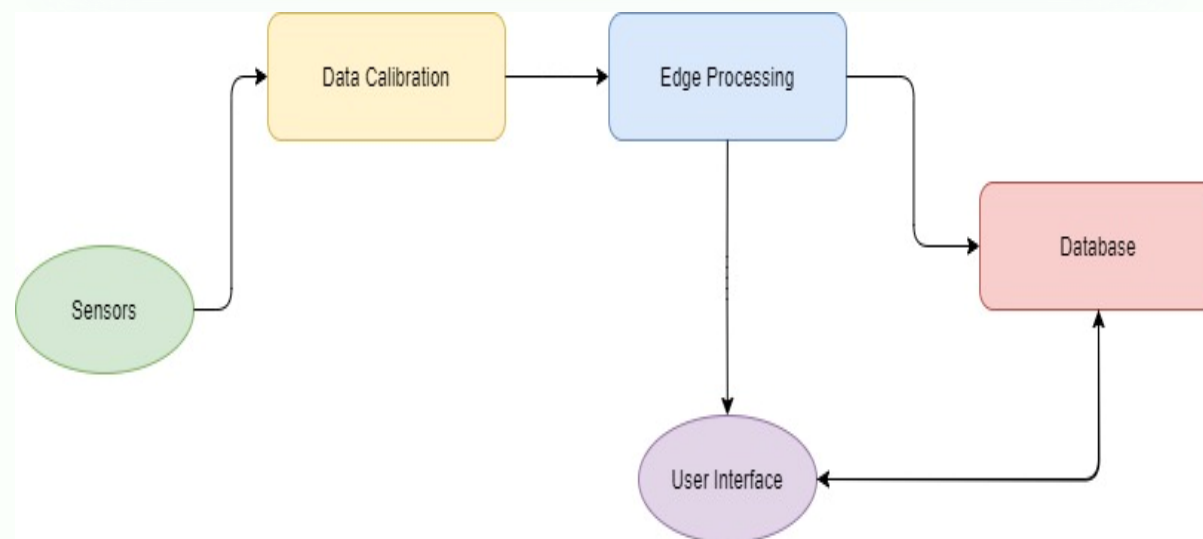 Data Calibration
Edge Processing
Database
Sensors
User Interface